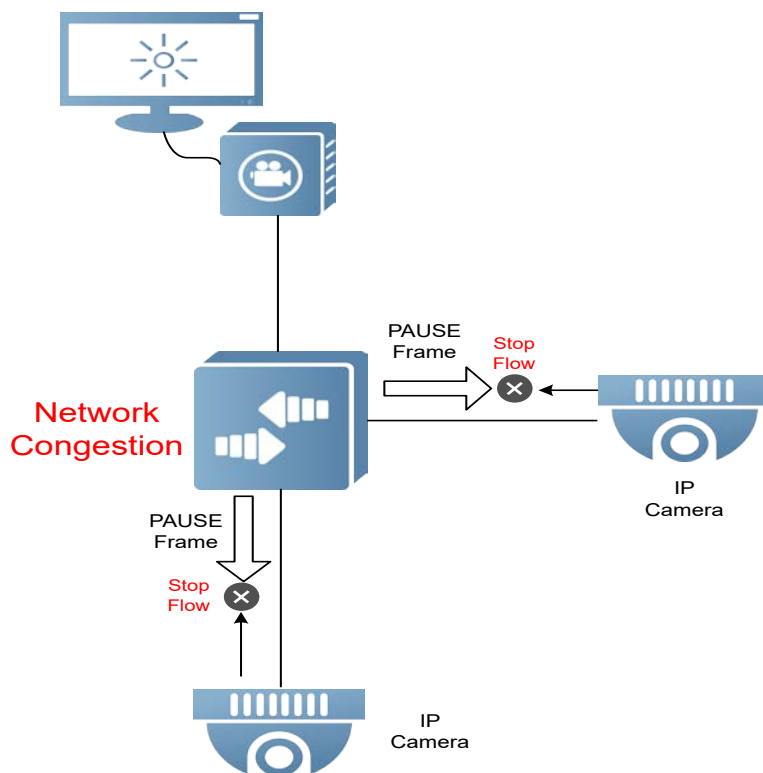 PAUSE
Frame
Stop
Flow
Network
Congestion
IP
Camera
PAUSE
Frame
Stop
Flow
IP
Camera